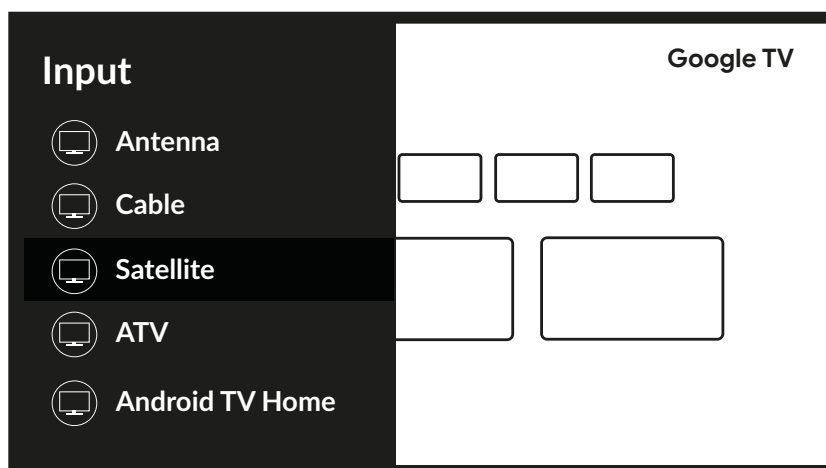 Input
Google TV
Antenna
Cable
Satellite
ATV
Android TV Home